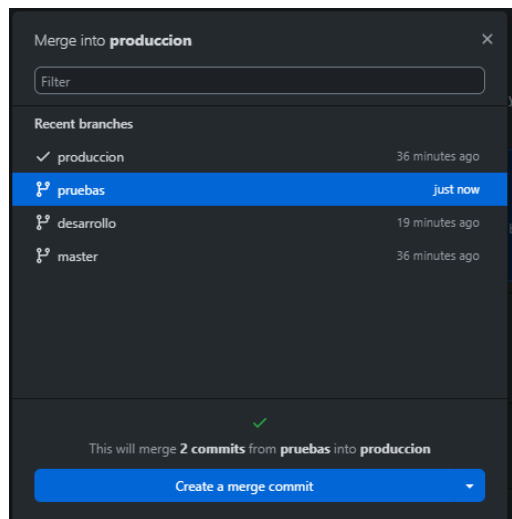 Merge into produccion
Filter
Recent branches
produccion 36 minutes ago
pruebas just now
desarrollo 19 minutes ago
master 36 minutes ago
This will merge 2 commits from pruebas into produccion
Create a merge commit